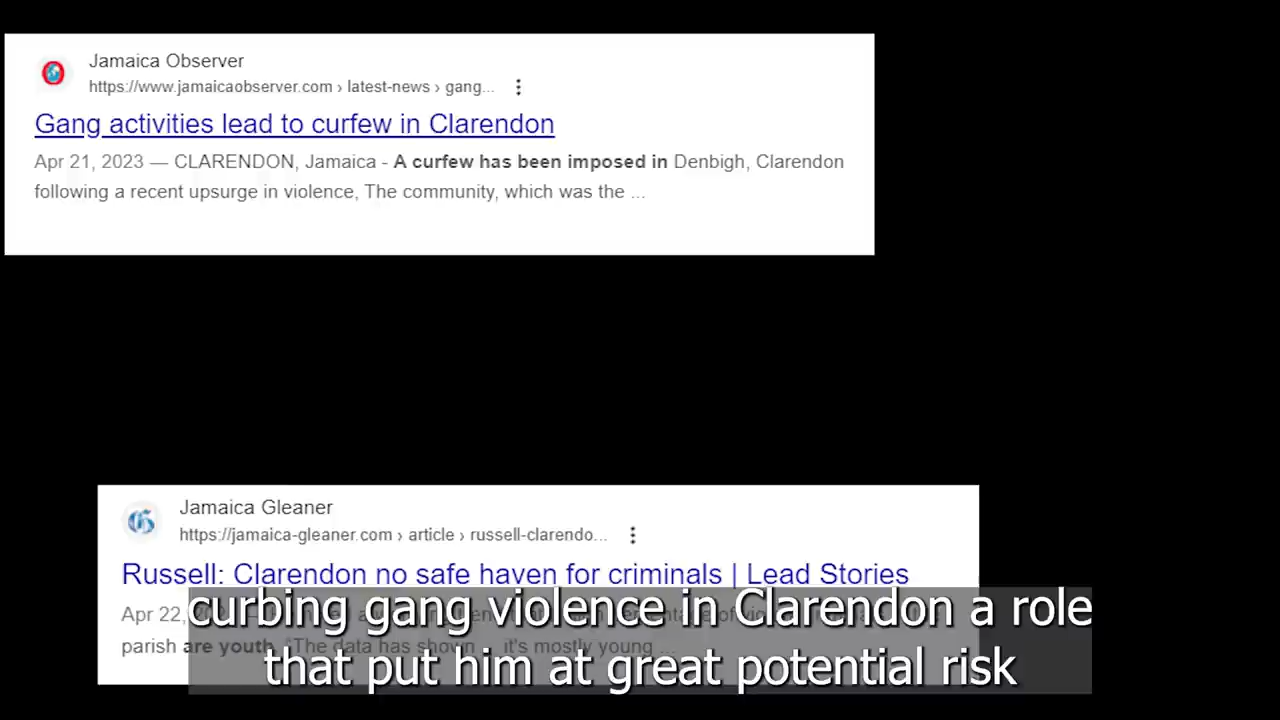 Jamaica Observer
https://www.jamaicaobserver.com › latest-news › gang...
Gang activities lead to curfew in Clarendon
Apr 21, 2023 — CLARENDON, Jamaica - A curfew has been imposed in Denbigh, Clarendon
following a recent upsurge in violence, The community, which was the ...
Jamaica Gleaner
https://jamaica-gleaner.com › article › russell-clarendo...
Russell: Clarendon no safe haven for criminals | Lead Stories
Apr 22,
parish are youth. “The data has shown ... it's mostly young ...
curbing gang violence in Clarendon a role
that put him at great potential risk